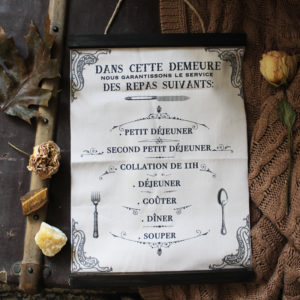 DANS CETTE DEMEURE
NOUS GARANTISSONS LE SERVICE
DES REPAS SUIVANTS:
PETIT DÉJEUNER
SECOND PETIT DÉJEUNER
COLLATION DE 11H
. DÉJEUNER
. GOÛTER
. DÎNER
SOUPER